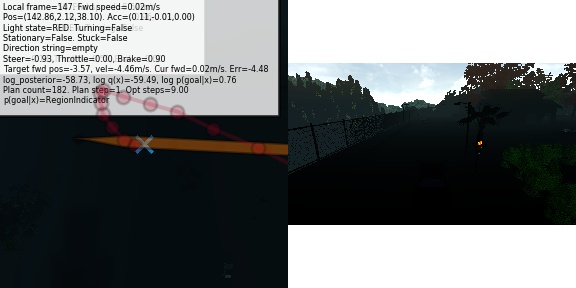 Local frame=147: Fwd speed=0.02m/s
Pos=(142.86,2.12,38.10). Acc=(0.11,-0.01,0.00)
Light state=RED. Turning=False
Stationary=False. Stuck=False
Direction string=empty
Steer=-0.93, Throttle=0.00, Brake=0.90
Target fwd pos=-3.57, vel=-4.46m/s. Cur fwd=0.02m/s, Err=-4.48
log_posterior=-58.73, log q(x)=-59.49, log p(goal|x)=0.76
Plan count=182. Plan step=1. Opt steps=9.00
p(goal|x)=RegionIndicator